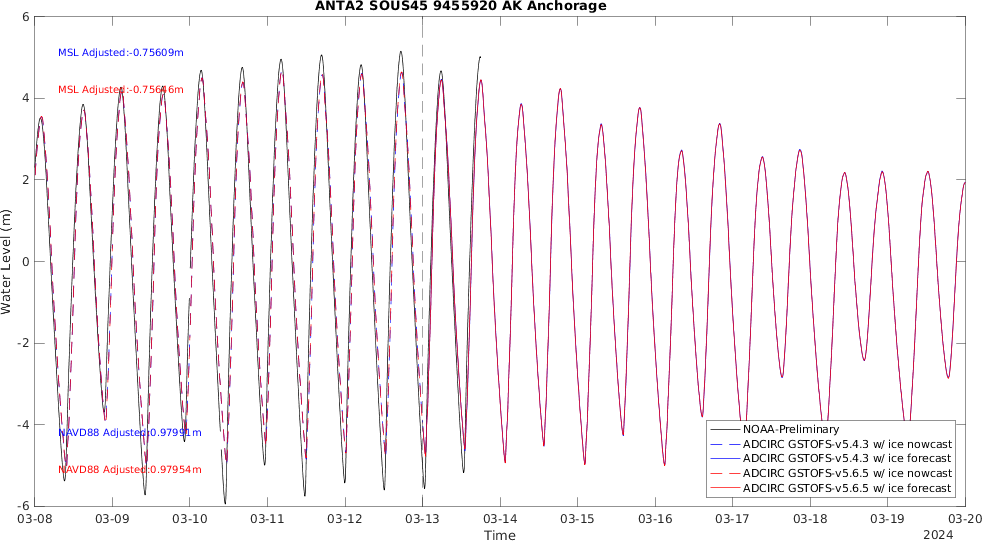 ANTA2 SOUS45 9455920 AK Anchorage
6
MSL Adjusted:-0.75609m
MSL Adjusted:-0.75646m
4
2
0
Water Level (m)
-2
-4
NAVD88 Adjusted:0.97991m
NAVD88 Adjusted:0.97954m
-6
NOAA-Preliminary
ADCIRC GSTOFS-v5.4.3 w/ ice nowcast
ADCIRC GSTOFS-v5.4.3 w/ ice forecast
ADCIRC GSTOFS-v5.6.5 w/ ice nowcast
ADCIRC GSTOFS-v5.6.5 w/ ice forecast
03-08 03-09 03-10 03-11 03-12 03-13 03-14 03-15 03-16 03-17 03-18 03-19 03-20
Time
2024